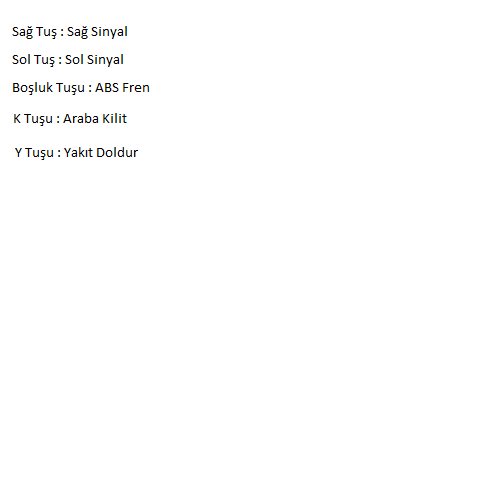 Sağ Tuş : Sağ Sinyal
Sol Tuş : Sol Sinyal
Boşluk Tuşu : ABS Fren
K Tuşu : Araba Kilit
Y Tuşu : Yakıt Doldur